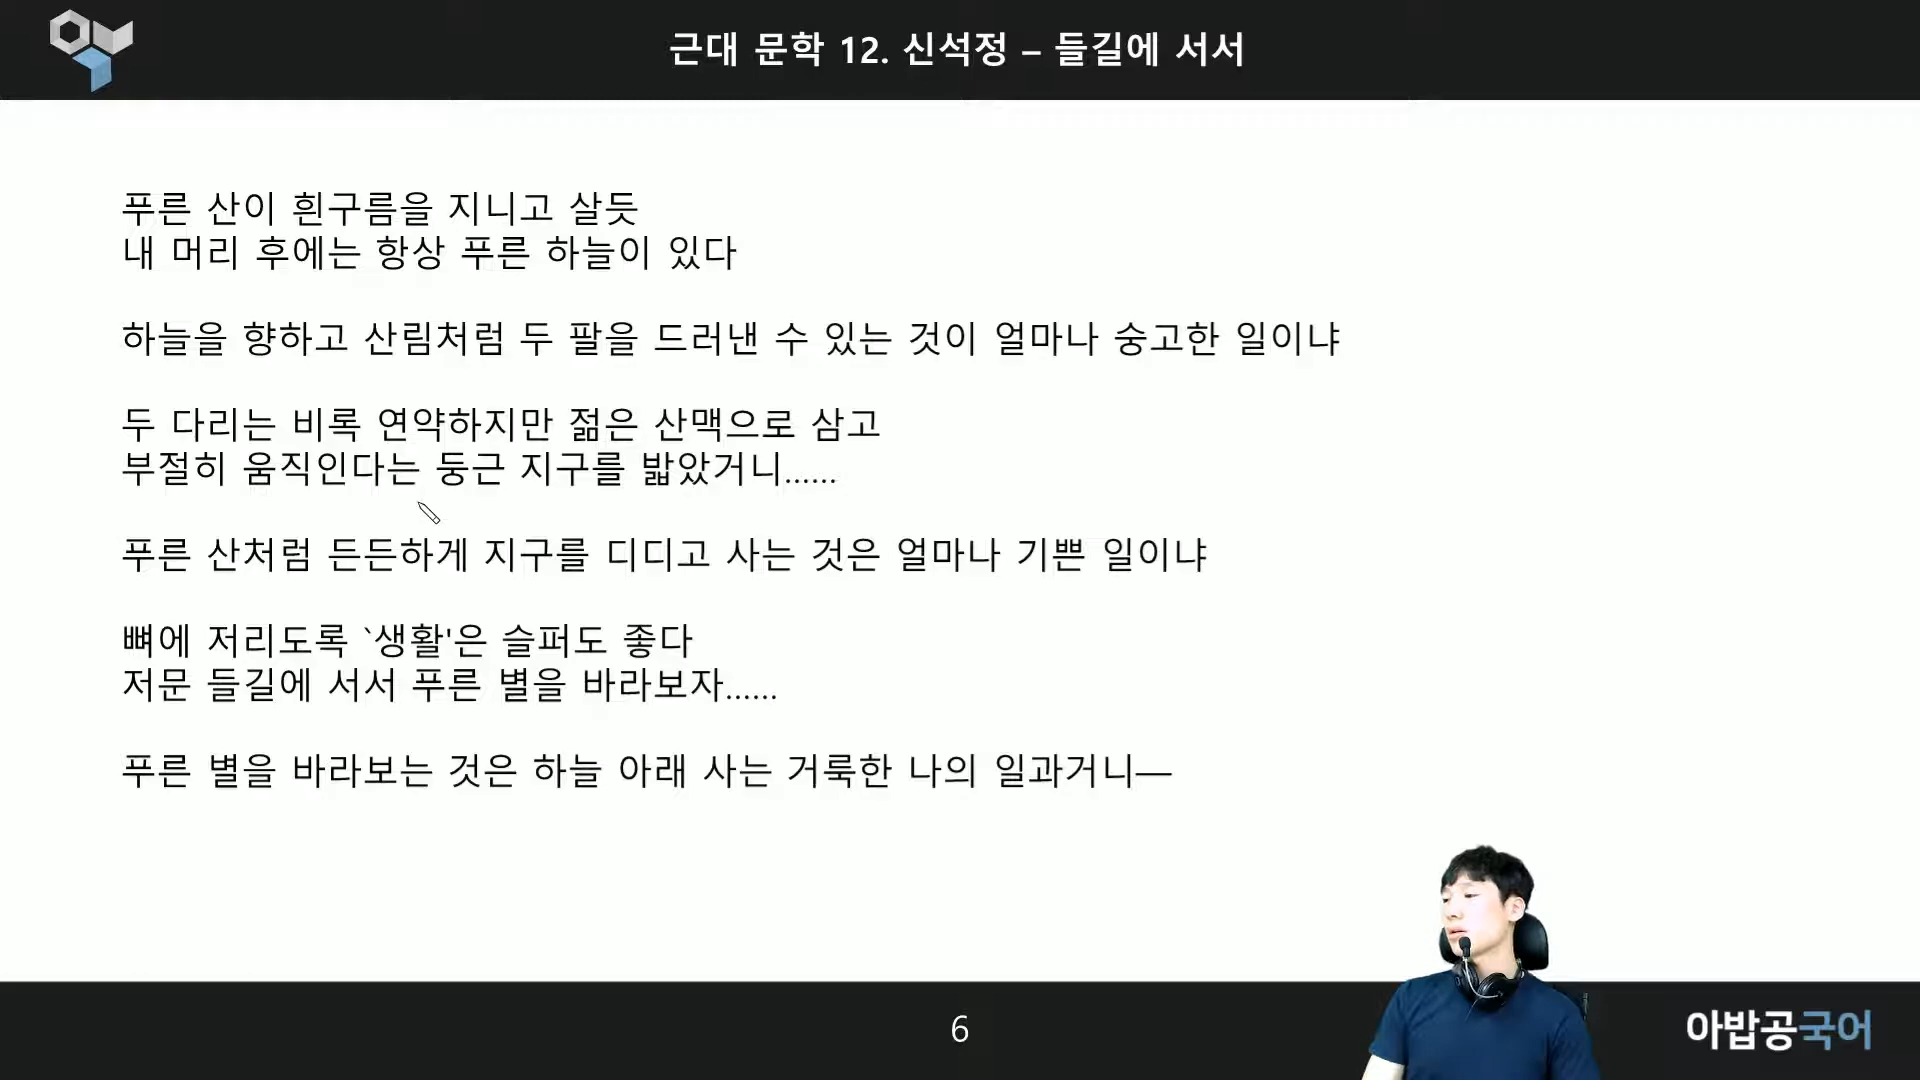 근대 문학 12. 신석정 – 들길에 서서
푸른 산이 흰구름을 지니고 살듯
내 머리 후에는 항상 푸른 하늘이 있다
하늘을 향하고 산림처럼 두 팔을 드러낸 수 있는 것이 얼마나 숭고한 일이냐
두 다리는 비록 연약하지만 젊은 산맥으로 삼고
부절히 움직인다는 둥근 지구를 밟았거니......
푸른 산처럼 든든하게 지구를 디디고 사는 것은 얼마나 기쁜 일이냐
뼈에 저리도록 `생활'은 슬퍼도 좋다
저문 들길에 서서 푸른 별을 바라보자......
푸른 별을 바라보는 것은 하늘 아래 사는 거룩한 나의 일과거니―
6
아밥공국어